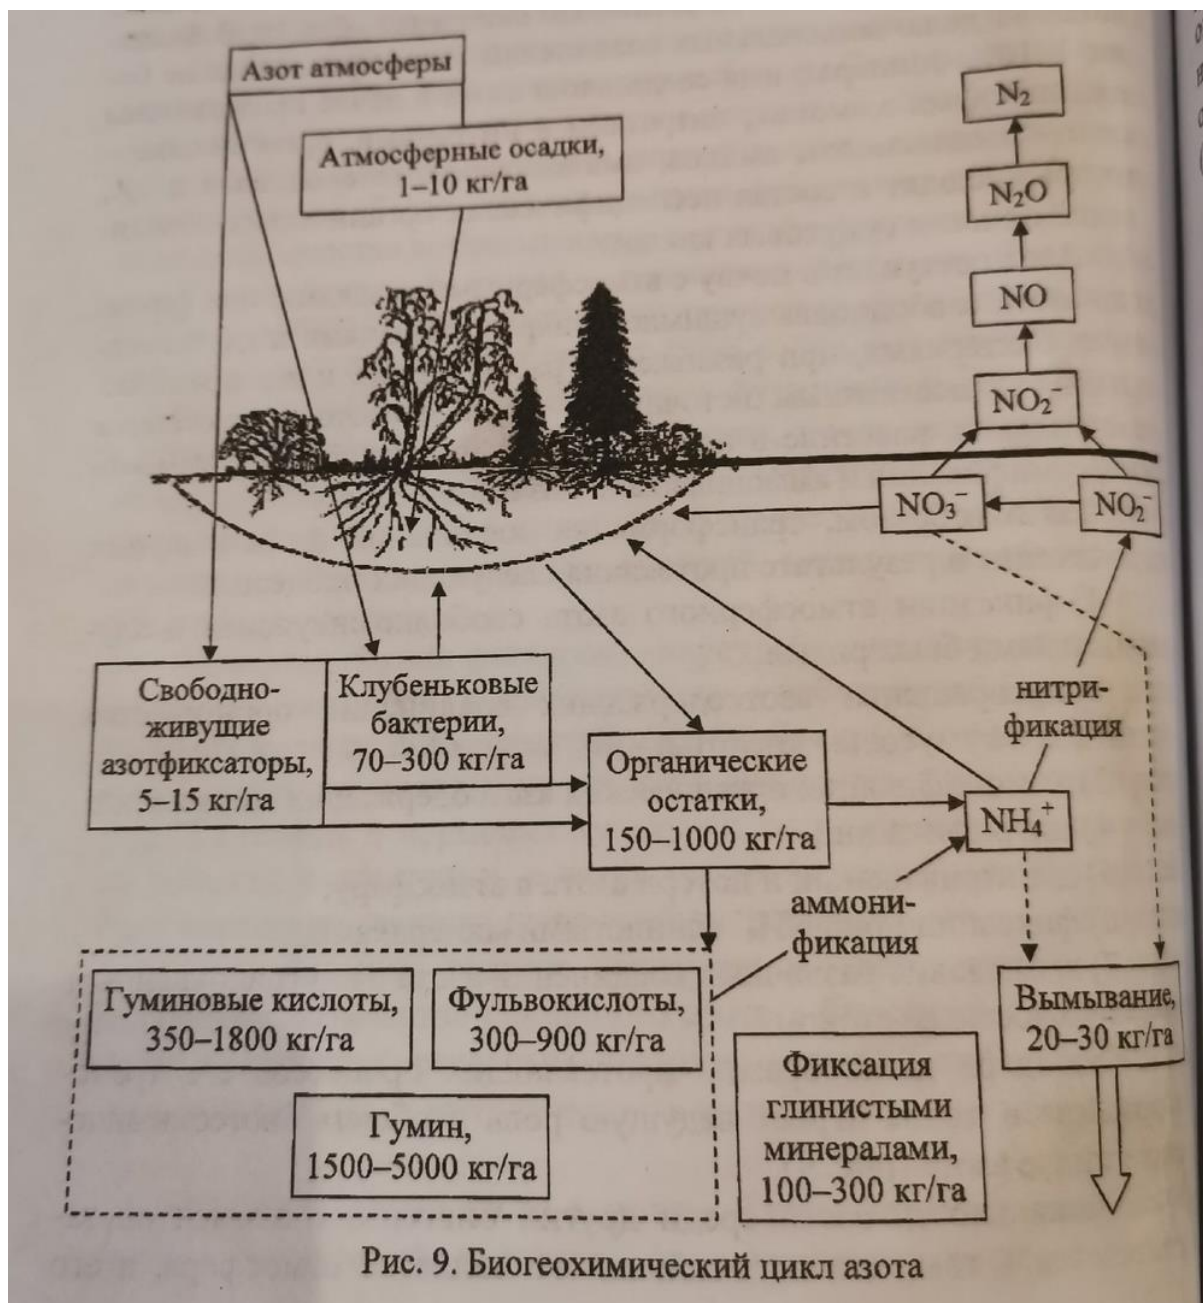 Азот атмосферы
Атмосферные осадки,
1–10 кг/га
N₂
N₂O
NO
NO₂⁻
NO₃⁻
NO₂⁻
Свободно-
живущие
азотфиксаторы,
5–15 кг/га
Клубеньковые
бактерии,
70–300 кг/га
Органические
остатки,
150–1000 кг/га
нитри-
фикация
NH₄⁺
аммони-
фикация
Гуминовые кислоты,
350–1800 кг/га
Фульвокислоты,
300–900 кг/га
Гумин,
1500–5000 кг/га
Фиксация
глинистыми
минералами,
100–300 кг/га
Вымывание,
20–30 кг/га
Рис. 9. Биогеохимический цикл азота